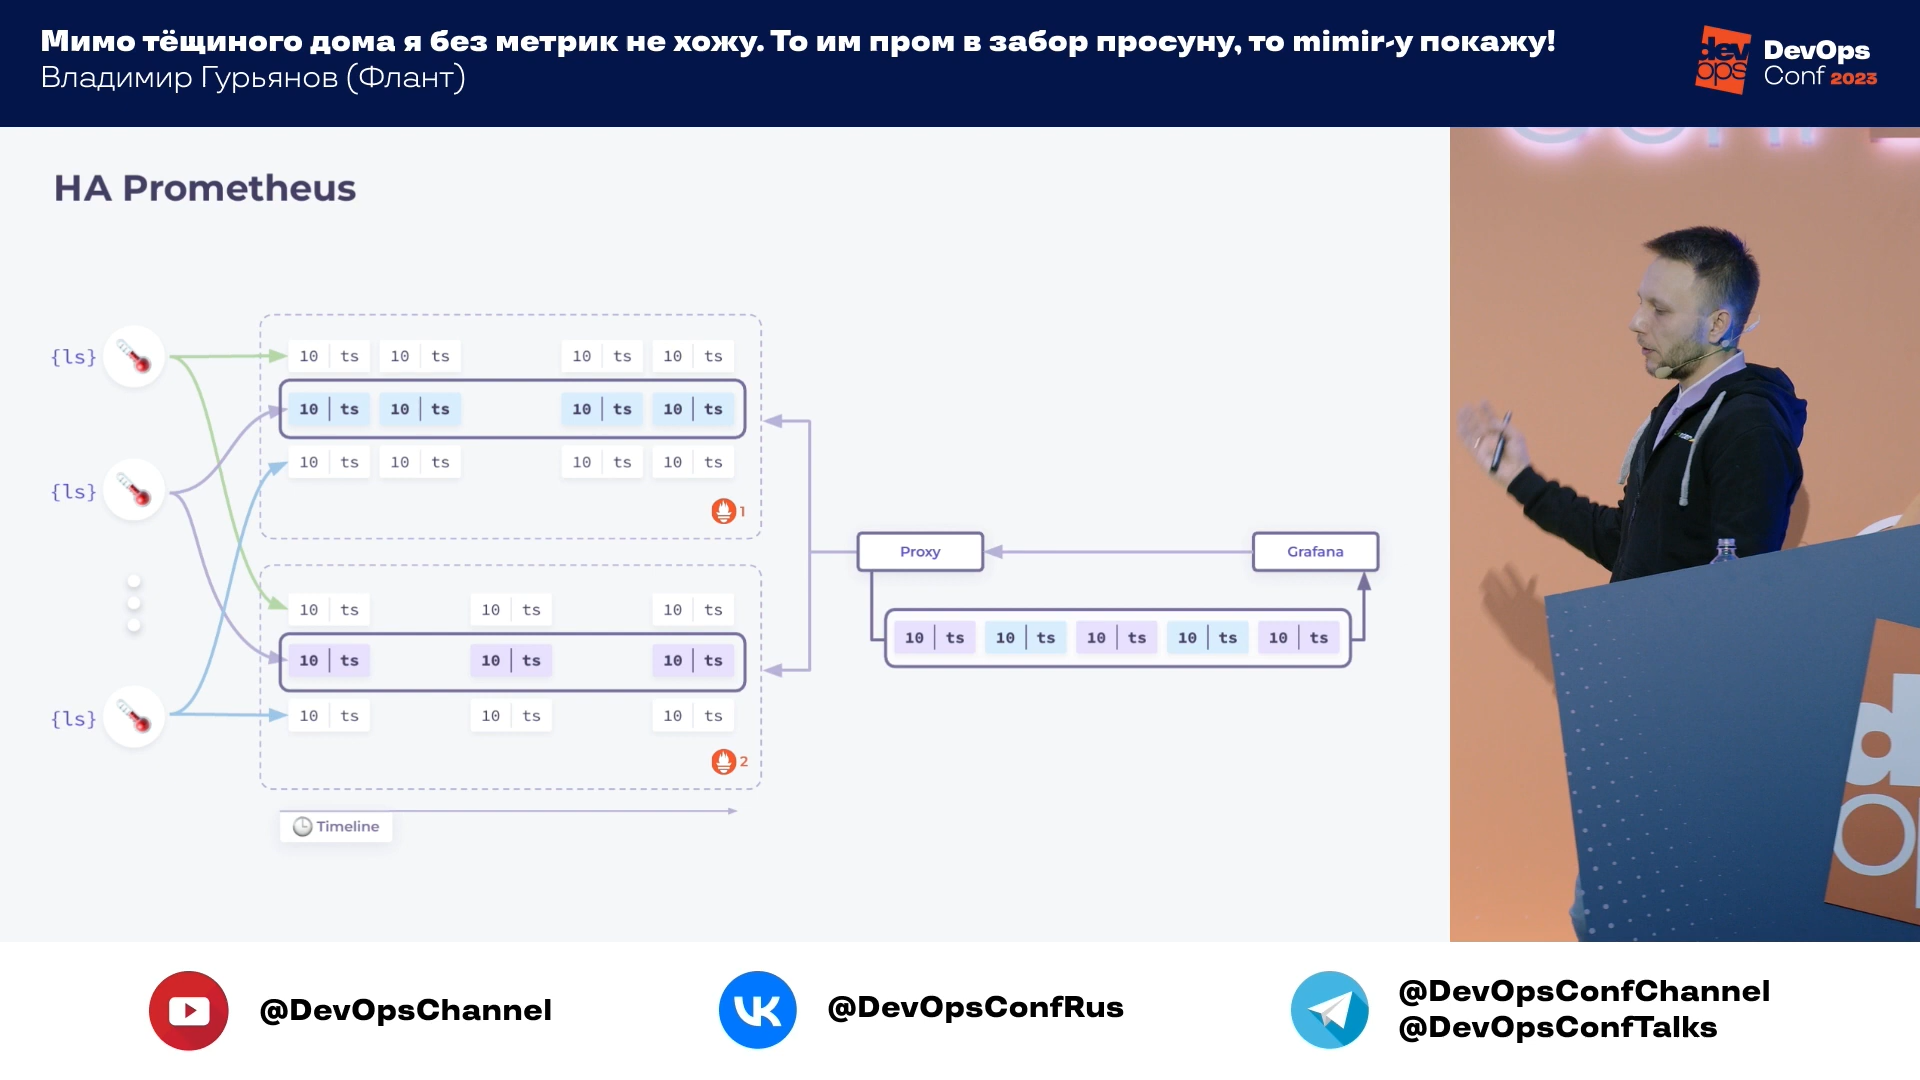 Мимо тёщиного дома я без метрик не хожу. То им пром в забор просуну, то mimir-у покажу!
Владимир Гурьянов (Флант)
dev
ops
DevOps
Conf 2023
HA Prometheus
{ls}
10 ts 10 ts 10 ts 10 ts
10 ts 10 ts 10 ts 10 ts
{ls}
10 ts 10 ts 10 ts 10 ts
1
Proxy
Grafana
10 ts 10 ts 10 ts
10 ts 10 ts 10 ts 10 ts 10 ts
10 ts 10 ts 10 ts
{ls}
10 ts 10 ts 10 ts
2
Timeline
@DevOpsChannel
@DevOpsConfRus
@DevOpsConfChannel
@DevOpsConfTalks